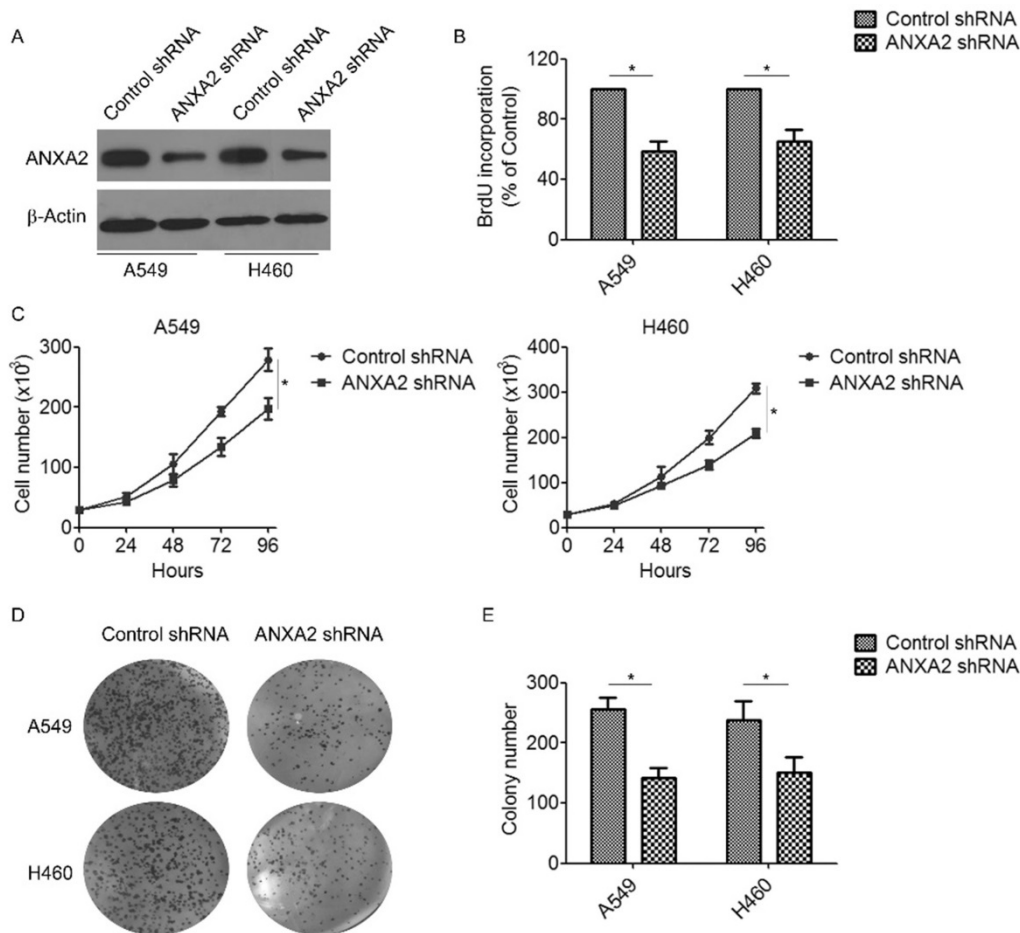 A
Control shRNA
ANXA2 shRNA
Control shRNA
ANXA2 shRNA
ANXA2
β-Actin
A549
H460
B
Control shRNA
ANXA2 shRNA
BrdU incorporation
(% of Control)
120
80
40
0
*
*
A549
H460
C
A549
Cell number (x10³)
300
200
100
0
0 24 48 72 96
Hours
Control shRNA
ANXA2 shRNA
*
H460
Cell number (x10³)
400
300
200
100
0
0 24 48 72 96
Hours
Control shRNA
ANXA2 shRNA
*
D
Control shRNA ANXA2 shRNA
A549
H460
E
Control shRNA
ANXA2 shRNA
Colony number
300
200
100
0
*
*
A549
H460